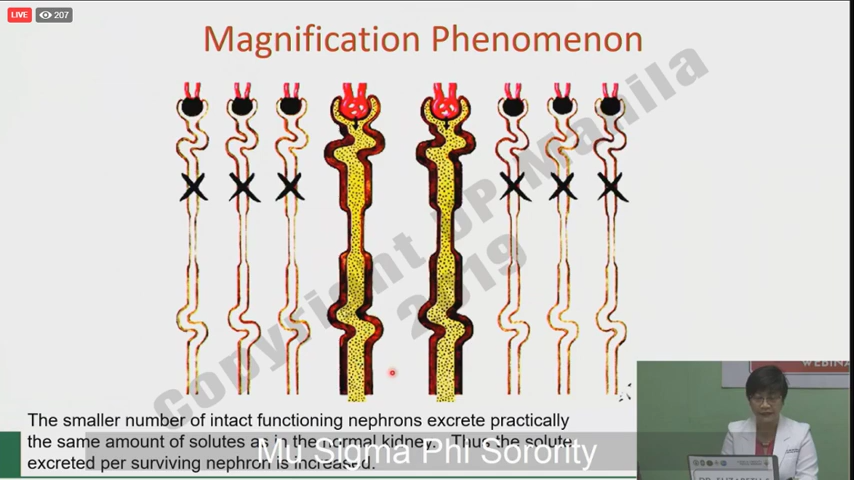 LIVE 207
Magnification Phenomenon
Copyright UP Manila
2019
The smaller number of intact functioning nephrons excrete practically
the same amount of solutes as in the normal kidney. Thus the solute
excreted per surviving nephron is increased.
Mu Sigma Phi Sorority
WEBINA